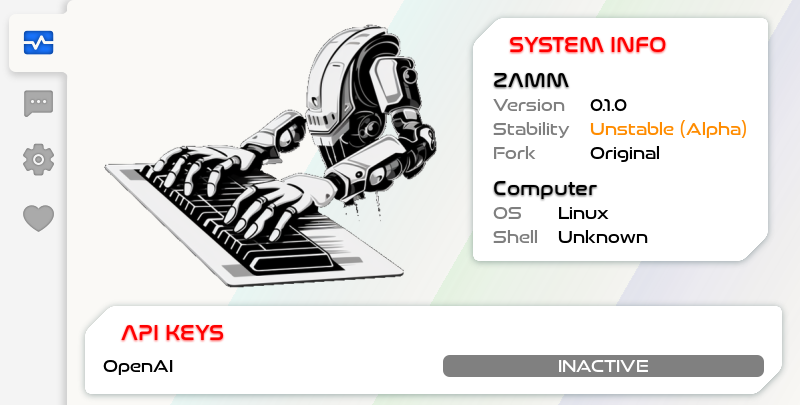 SYSTEM INFO
ZAMM
Version 0.1.0
Stability Unstable (Alpha)
Fork Original
Computer
OS Linux
Shell Unknown
API KEYS
OpenAI INACTIVE